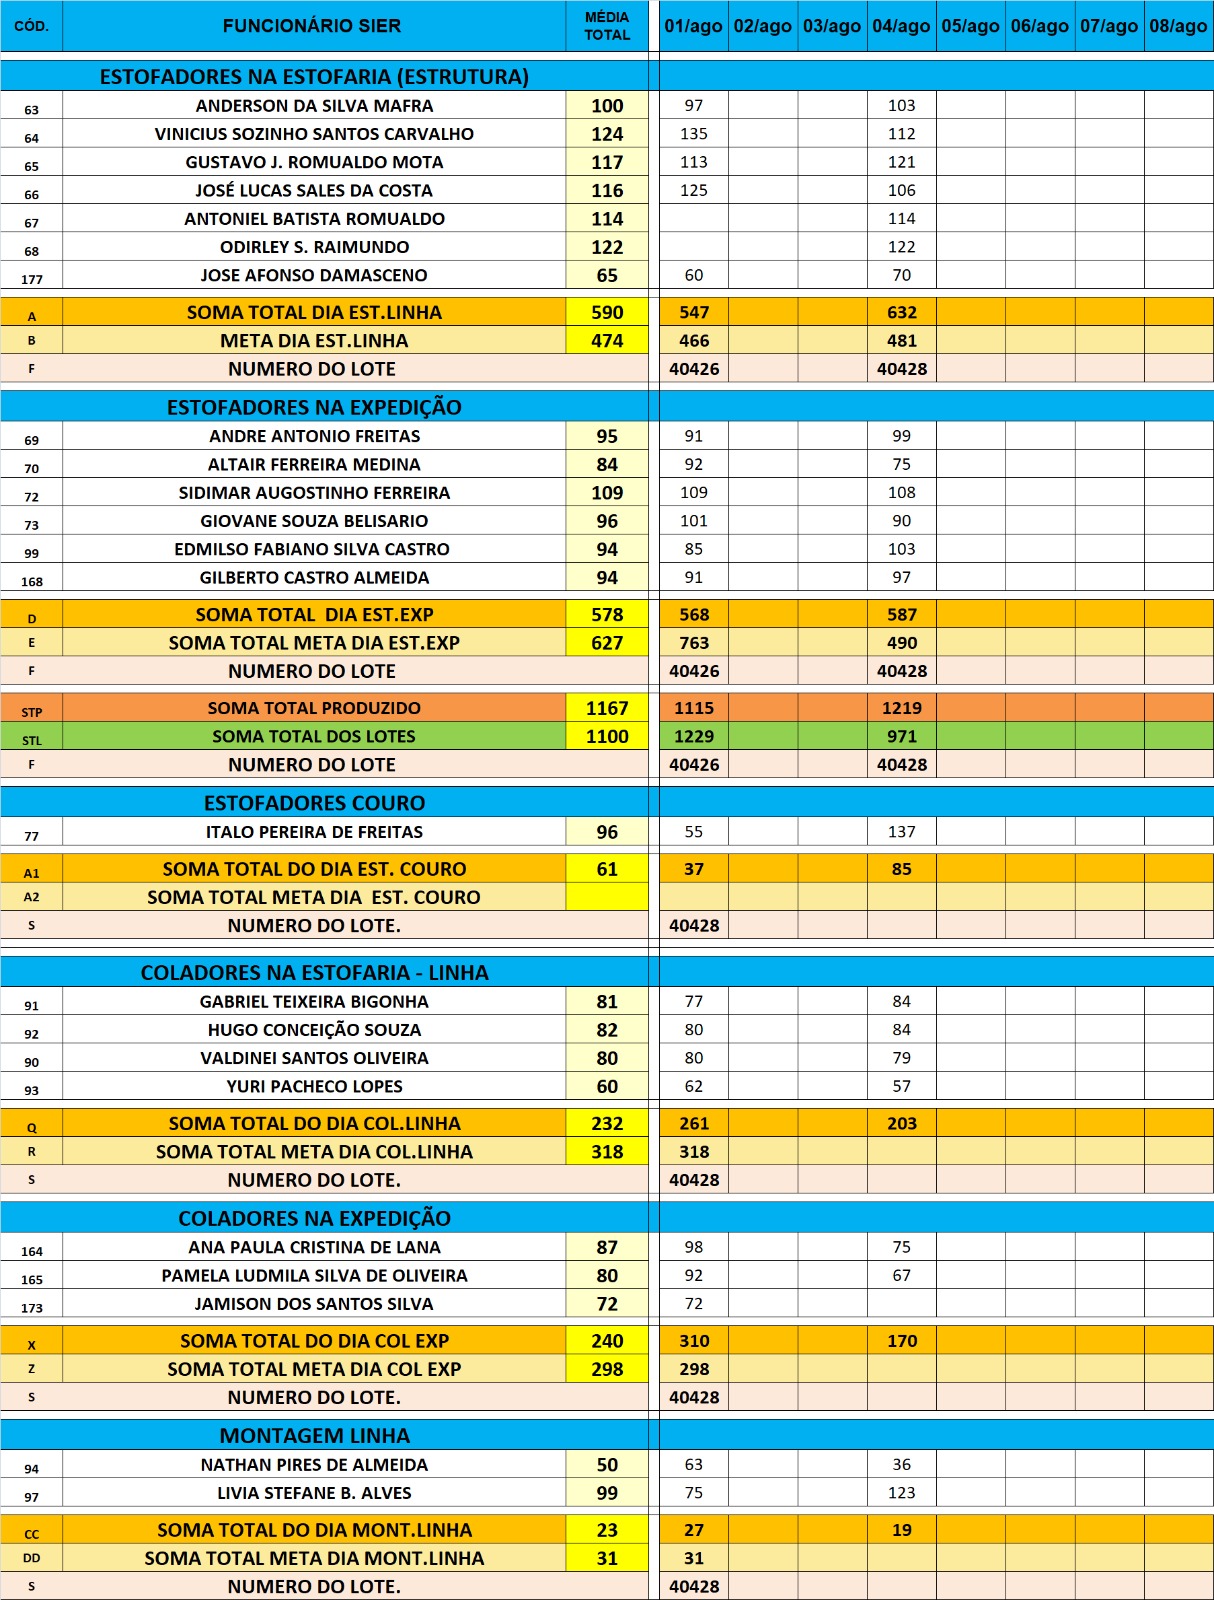 CÓD. FUNCIONÁRIO SIER MÉDIA TOTAL 01/ago 02/ago 03/ago 04/ago 05/ago 06/ago 07/ago 08/ago
ESTOFADORES NA ESTOFARIA (ESTRUTURA)
63 ANDERSON DA SILVA MAFRA 100 97 103
64 VINICIUS SOZINHO SANTOS CARVALHO 124 135 112
65 GUSTAVO J. ROMUALDO MOTA 117 113 121
66 JOSÉ LUCAS SALES DA COSTA 116 125 106
67 ANTONIEL BATISTA ROMUALDO 114 114
68 ODIRLEY S. RAIMUNDO 122 122
177 JOSE AFONSO DAMASCENO 65 60 70
A SOMA TOTAL DIA EST.LINHA 590 547 632
B META DIA EST.LINHA 474 466 481
F NUMERO DO LOTE 40426 40428
ESTOFADORES NA EXPEDIÇÃO
69 ANDRE ANTONIO FREITAS 95 91 99
70 ALTAIR FERREIRA MEDINA 84 92 75
72 SIDIMAR AUGOSTINHO FERREIRA 109 109 108
73 GIOVANE SOUZA BELISARIO 96 101 90
99 EDMILSO FABIANO SILVA CASTRO 94 85 103
168 GILBERTO CASTRO ALMEIDA 94 91 97
D SOMA TOTAL DIA EST.EXP 578 568 587
E SOMA TOTAL META DIA EST.EXP 627 763 490
F NUMERO DO LOTE 40426 40428
STP SOMA TOTAL PRODUZIDO 1167 1115 1219
STL SOMA TOTAL DOS LOTES 1100 1229 971
F NUMERO DO LOTE 40426 40428
ESTOFADORES COURO
77 ITALO PEREIRA DE FREITAS 96 55 137
A1 SOMA TOTAL DO DIA EST. COURO 61 37 85
A2 SOMA TOTAL META DIA EST. COURO
S NUMERO DO LOTE. 40428
COLADORES NA ESTOFARIA - LINHA
91 GABRIEL TEIXEIRA BIGONHA 81 77 84
92 HUGO CONCEIÇÃO SOUZA 82 80 84
90 VALDINEI SANTOS OLIVEIRA 80 80 79
93 YURI PACHECO LOPES 60 62 57
Q SOMA TOTAL DO DIA COL.LINHA 232 261 203
R SOMA TOTAL META DIA COL.LINHA 318 318
S NUMERO DO LOTE. 40428
COLADORES NA EXPEDIÇÃO
164 ANA PAULA CRISTINA DE LANA 87 98 75
165 PAMELA LUDMILA SILVA DE OLIVEIRA 80 92 67
173 JAMISON DOS SANTOS SILVA 72 72
X SOMA TOTAL DO DIA COL EXP 240 310 170
Z SOMA TOTAL META DIA COL EXP 298 298
S NUMERO DO LOTE. 40428
MONTAGEM LINHA
94 NATHAN PIRES DE ALMEIDA 50 63 36
97 LIVIA STEFANE B. ALVES 99 75 123
CC SOMA TOTAL DO DIA MONT.LINHA 23 27 19
DD SOMA TOTAL META DIA MONT.LINHA 31 31
S NUMERO DO LOTE. 40428